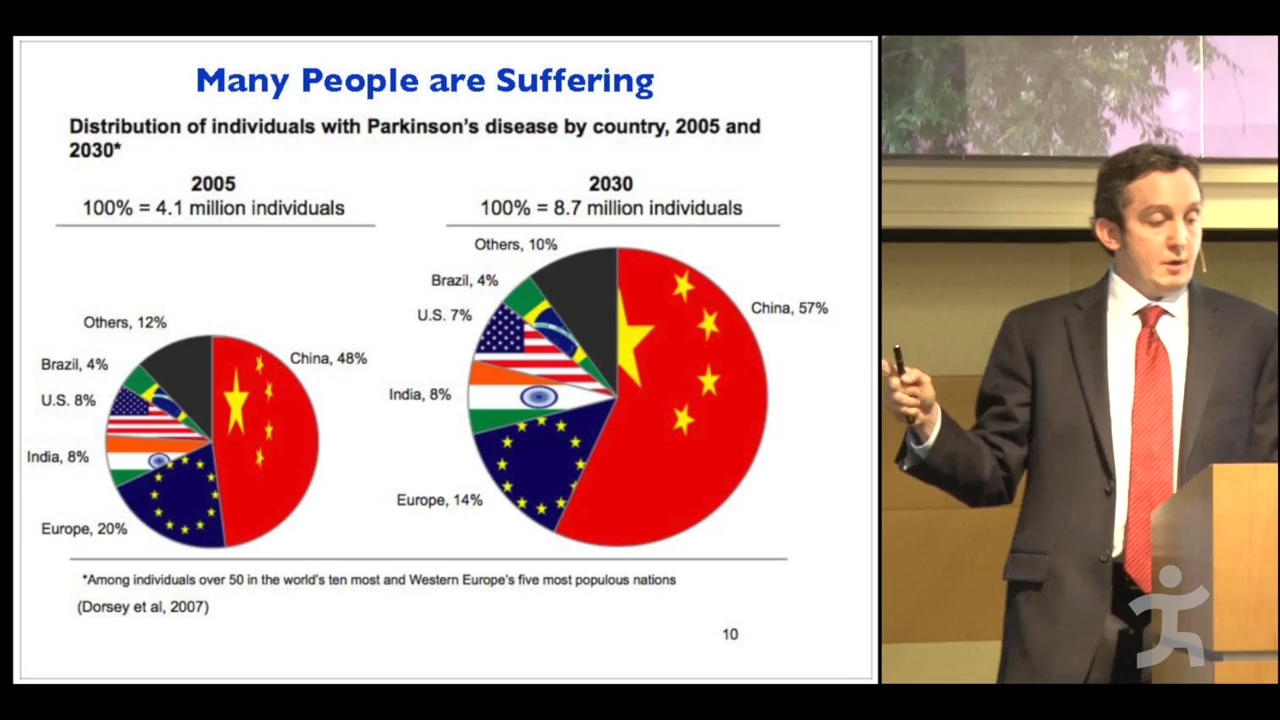 Many People are Suffering
Distribution of individuals with Parkinson's disease by country, 2005 and
2030*
2005
100% = 4.1 million individuals
Others, 12%
Brazil, 4%
U.S. 8%
India, 8%
Europe, 20%
China, 48%
2030
100% = 8.7 million individuals
Others, 10%
Brazil, 4%
U.S. 7%
India, 8%
Europe, 14%
China, 57%
*Among individuals over 50 in the world's ten most and Western Europe's five most populous nations
(Dorsey et al, 2007)
10